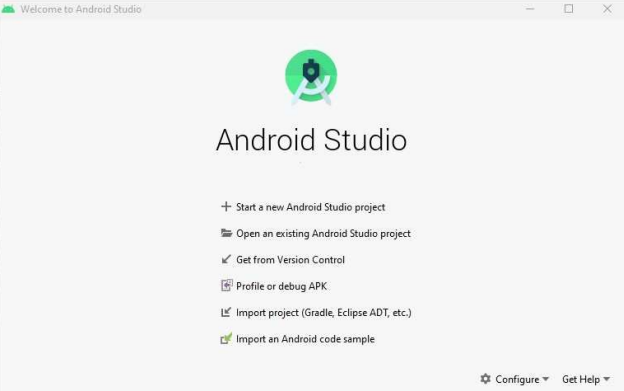 Welcome to Android Studio
Android Studio
Start a new Android Studio project
Open an existing Android Studio project
Get from Version Control
Profile or debug APK
Import project (Gradle, Eclipse ADT, etc.)
Import an Android code sample
Configure
Get Help